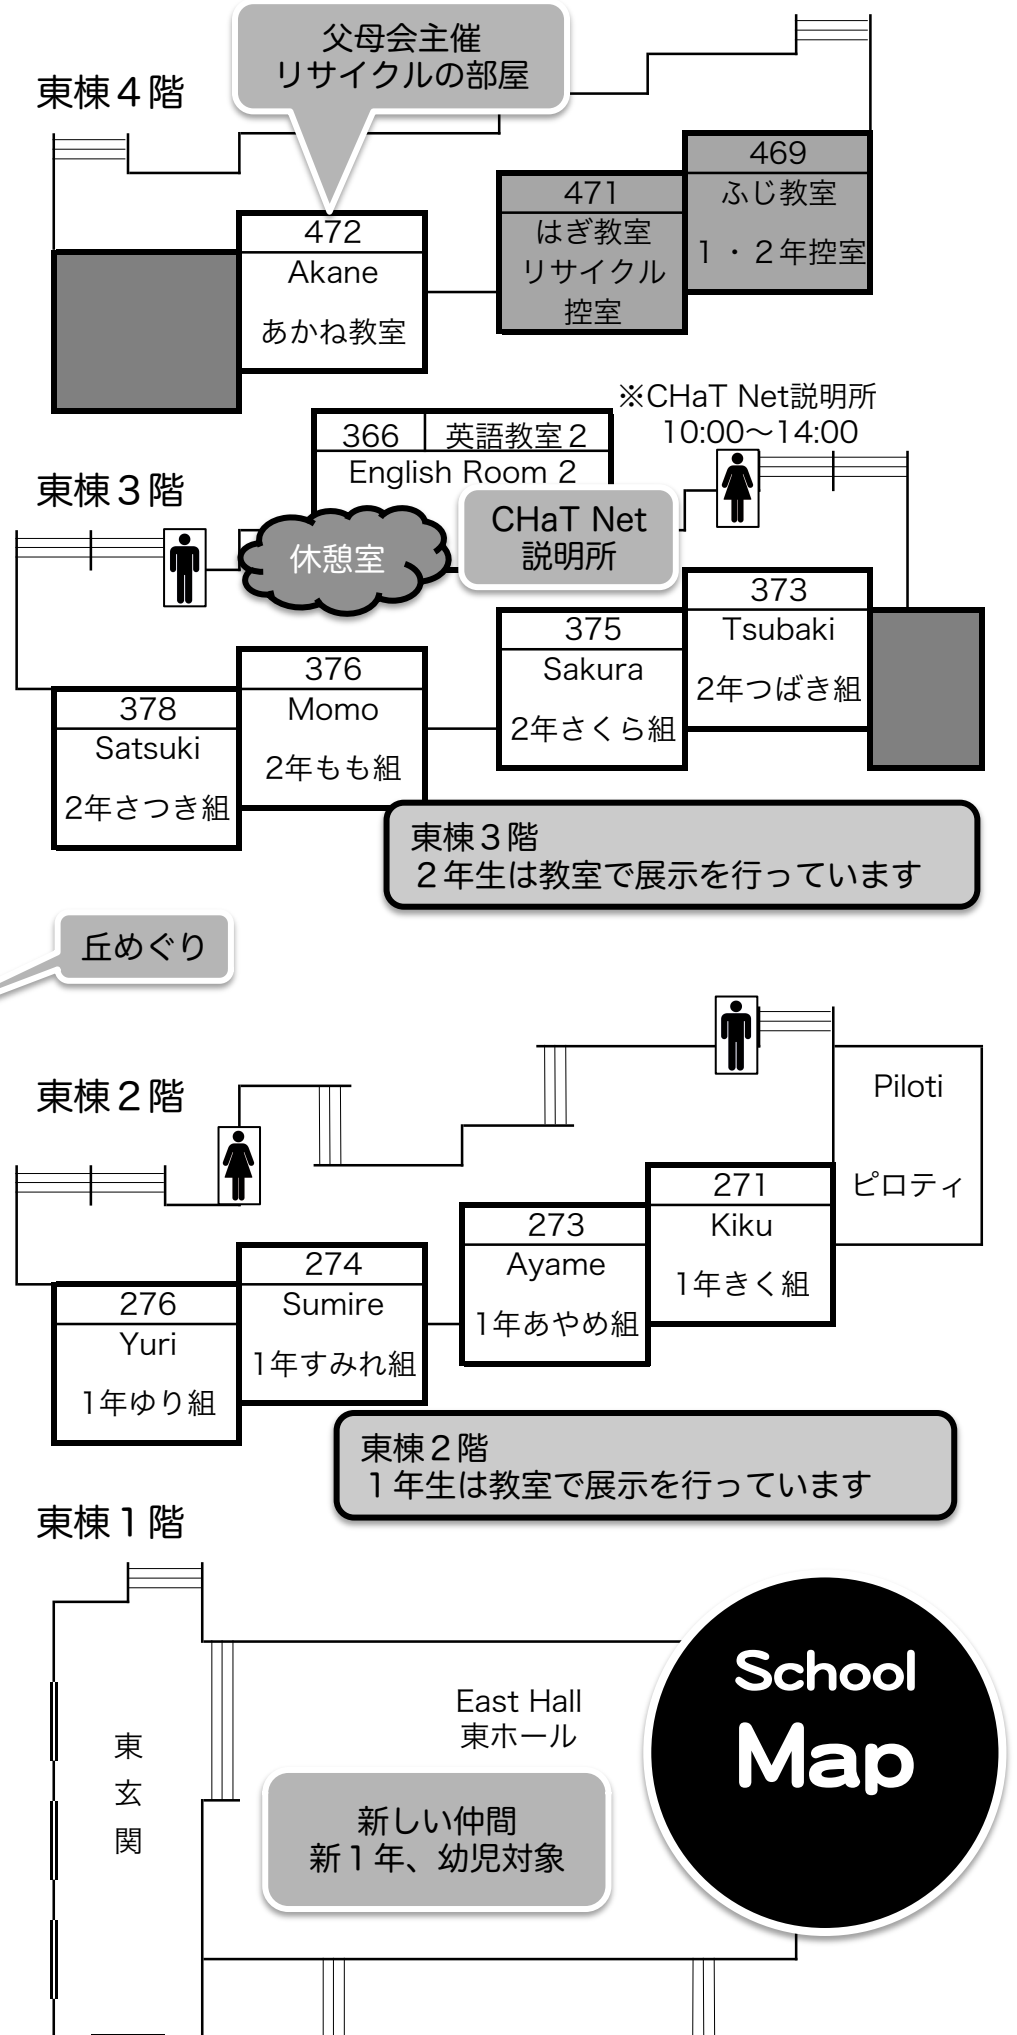 父母会主催
リサイクルの部屋
東棟４階
469
ふじ教室
１・２年控室
471
はぎ教室
リサイクル
控室
472
Akane
あかね教室
※CHaT Net説明所
10:00～14:00
366
英語教室２
English Room 2
東棟３階
CHaT Net
説明所
休憩室
373
Tsubaki
2年つばき組
375
Sakura
2年さくら組
376
Momo
2年もも組
378
Satsuki
2年さつき組
東棟３階
２年生は教室で展示を行っています
丘めぐり
東棟２階
Piloti
ピロティ
271
Kiku
1年きく組
273
Ayame
1年あやめ組
274
Sumire
1年すみれ組
276
Yuri
1年ゆり組
東棟２階
１年生は教室で展示を行っています
東棟１階
School
Map
East Hall
東ホール
東玄関
新しい仲間
新１年、幼児対象